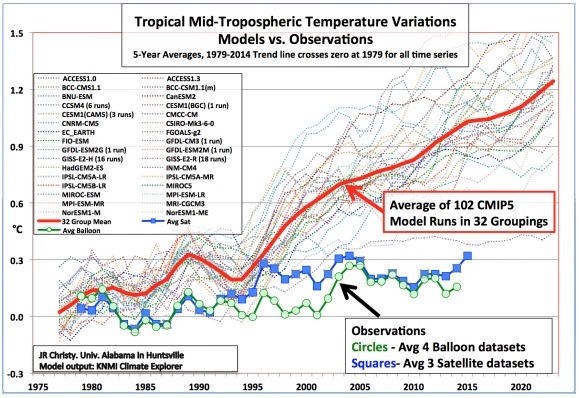 Tropical Mid-Tropospheric Temperature Variations
Models vs. Observations
5-Year Averages, 1979-2014 Trend line crosses zero at 1979 for all time series
1.5
1.2
0.9
0.6
°C
0.3
0.0
-0.3
ACCESS1.0 ACCESS1.3
BCC-CMS1.1 BCC-CSM1.1(m)
BNU-ESM CanESM2
CCSM4 (6 runs) CESM1(BGC) (1 run)
CESM1(CAM5) (3 runs) CMCC-CM
CNRM-CM5 CSIRO-Mk3-6-0
EC_EARTH FGOALS-g2
FIO-ESM GFDL-CM3 (1 run)
GFDL-ESM2G (1 run) GFDL-ESM2M (1 run)
GISS-E2-H (16 runs) GISS-E2-R (18 runs)
HadGEM2-ES INM-CM4
IPSL-CM5A-LR IPSL-CM5A-MR
IPSL-CM5B-LR MIROC5
MIROC-ESM MPI-ESM-LR
MPI-ESM-MR MRI-CGCM3
NorESM1-M NorESM1-ME
32 Group Mean Avg Sat
Avg Balloon
Average of 102 CMIP5
Model Runs in 32 Groupings
Observations
Circles - Avg 4 Balloon datasets
Squares- Avg 3 Satellite datasets
JR Christy. Univ. Alabama in Huntsville
Model output: KNMI Climate Explorer
1975 1980 1985 1990 1995 2000 2005 2010 2015 2020